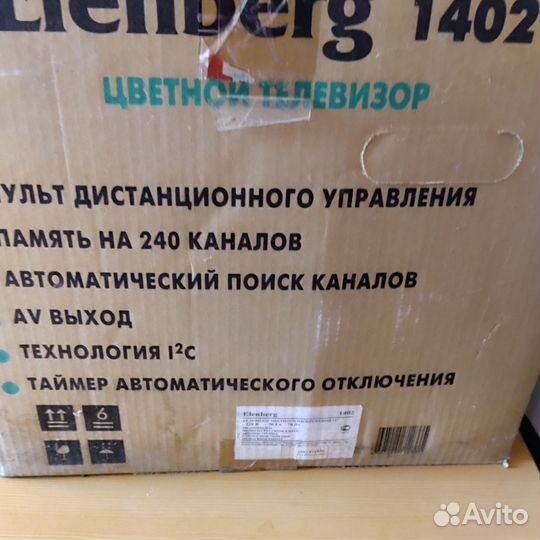 Elenberg 1402
ЦВЕТНОЙ ТЕЛЕВИЗОР
УЛЬТ ДИСТАНЦИОННОГО УПРАВЛЕНИЯ
ПАМЯТЬ НА 240 КАНАЛОВ
АВТОМАТИЧЕСКИЙ ПОИСК КАНАЛОВ
AV ВЫХОД
ТЕХНОЛОГИЯ I²C
ТАЙМЕР АВТОМАТИЧЕСКОГО ОТКЛЮЧЕНИЯ
6
Elenberg 1402
Avito